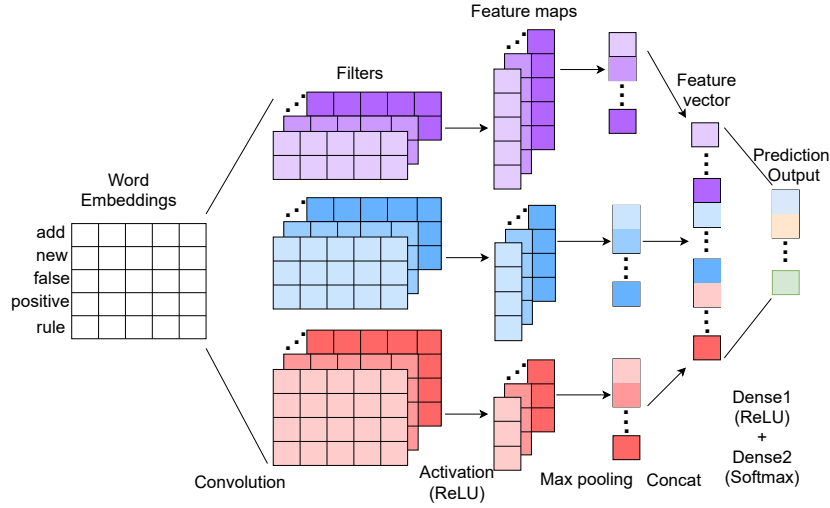 Feature maps
Filters
Feature
vector
Word
Embeddings
Prediction
Output
add
new
false
positive
rule
Convolution
Activation
(ReLU)
Max pooling
Concat
Dense1
(ReLU)
+
Dense2
(Softmax)